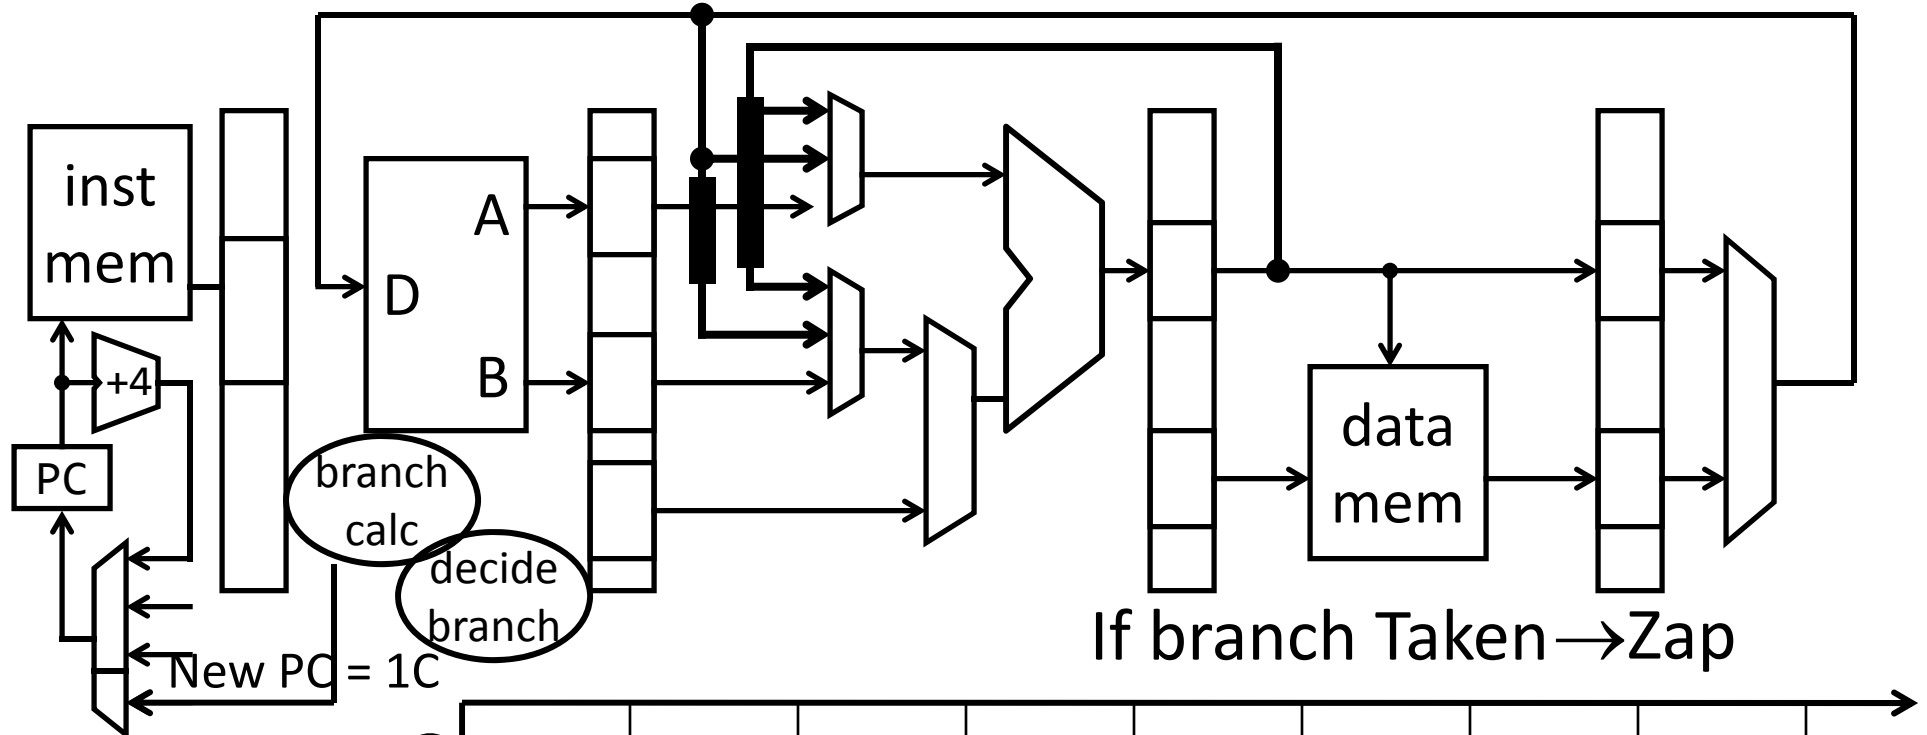 inst
mem
+4
PC
A
D
B
branch
calc
decide
branch
New PC = 1C
data
mem
If branch Taken →Zap